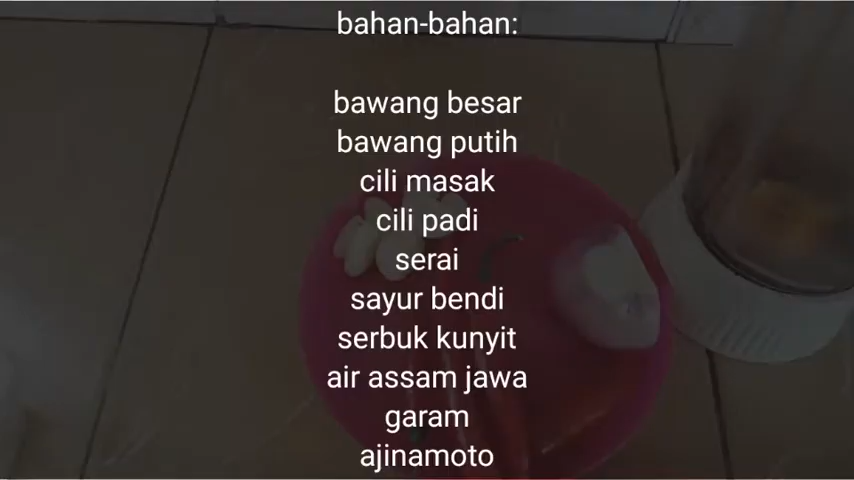 bahan-bahan:
bawang besar
bawang putih
cili masak
cili padi
serai
sayur bendi
serbuk kunyit
air assam jawa
garam
ajinamoto